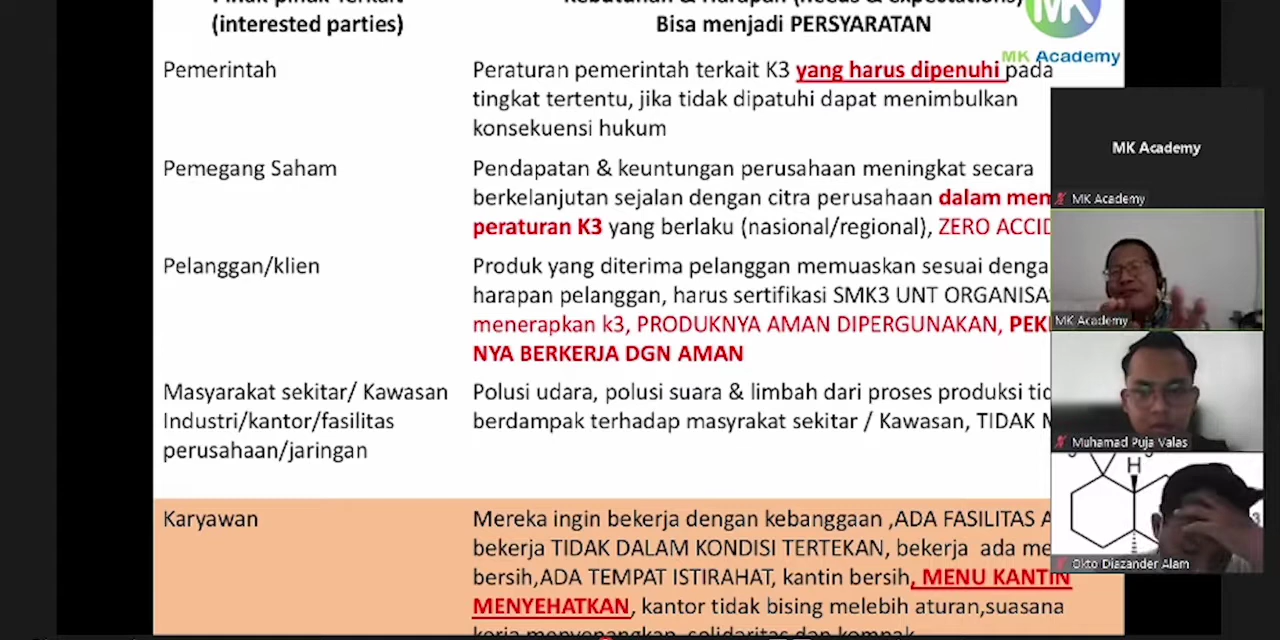 (interested parties)
Bisa menjadi PERSYARATAN
MK
MK Academy
Pemerintah
Peraturan pemerintah terkait K3 yang harus dipenuhi pada
tingkat tertentu, jika tidak dipatuhi dapat menimbulkan
konsekuensi hukum
Pemegang Saham
Pendapatan & keuntungan perusahaan meningkat secara
berkelanjutan sejalan dengan citra perusahaan dalam
peraturan K3 yang berlaku (nasional/regional), ZERO
Pelanggan/klien
Produk yang diterima pelanggan memuaskan sesuai
harapan pelanggan, harus sertifikasi SMK3 UNT
menerapkan k3, PRODUKNYA AMAN DIPERGUNAKAN,
NYA BERKERJA DGN AMAN
Masyarakat sekitar/ Kawasan
Industri/kantor/fasilitas
perusahaan/jaringan
Polusi udara, polusi suara & limbah dari proses produksi
berdampak terhadap masyrakat sekitar / Kawasan, TIDAK
Karyawan
Mereka ingin bekerja dengan kebanggaan ,ADA FASILITAS
bekerja TIDAK DALAM KONDISI TERTEKAN, bekerja ada
bersih,ADA TEMPAT ISTIRAHAT, kantin bersih, MENU KANTIN
MENYEHATKAN, kantor tidak bising melebih aturan,suasana
MK Academy
MK Academy
MK Academy
Muhamad Puja Valas
H
Okto Diazander Alam